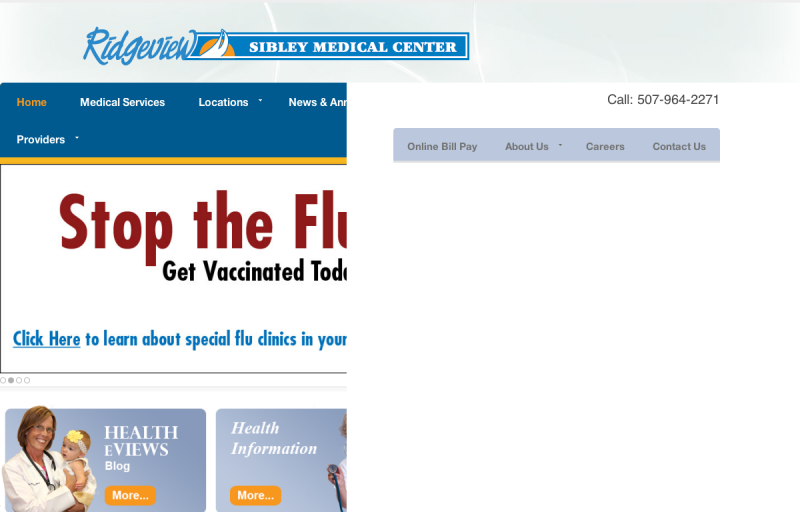 Ridgeview
SIBLEY MEDICAL CENTER
Call: 507-964-2271
Home Medical Services Locations News &
Providers
Online Bill Pay About Us Careers Contact Us
Stop the Flu
Get Vaccinated
Click Here to learn about special flu clinics in your
HEALTH
EVIEWS
Blog
More...
Health
Information
More...